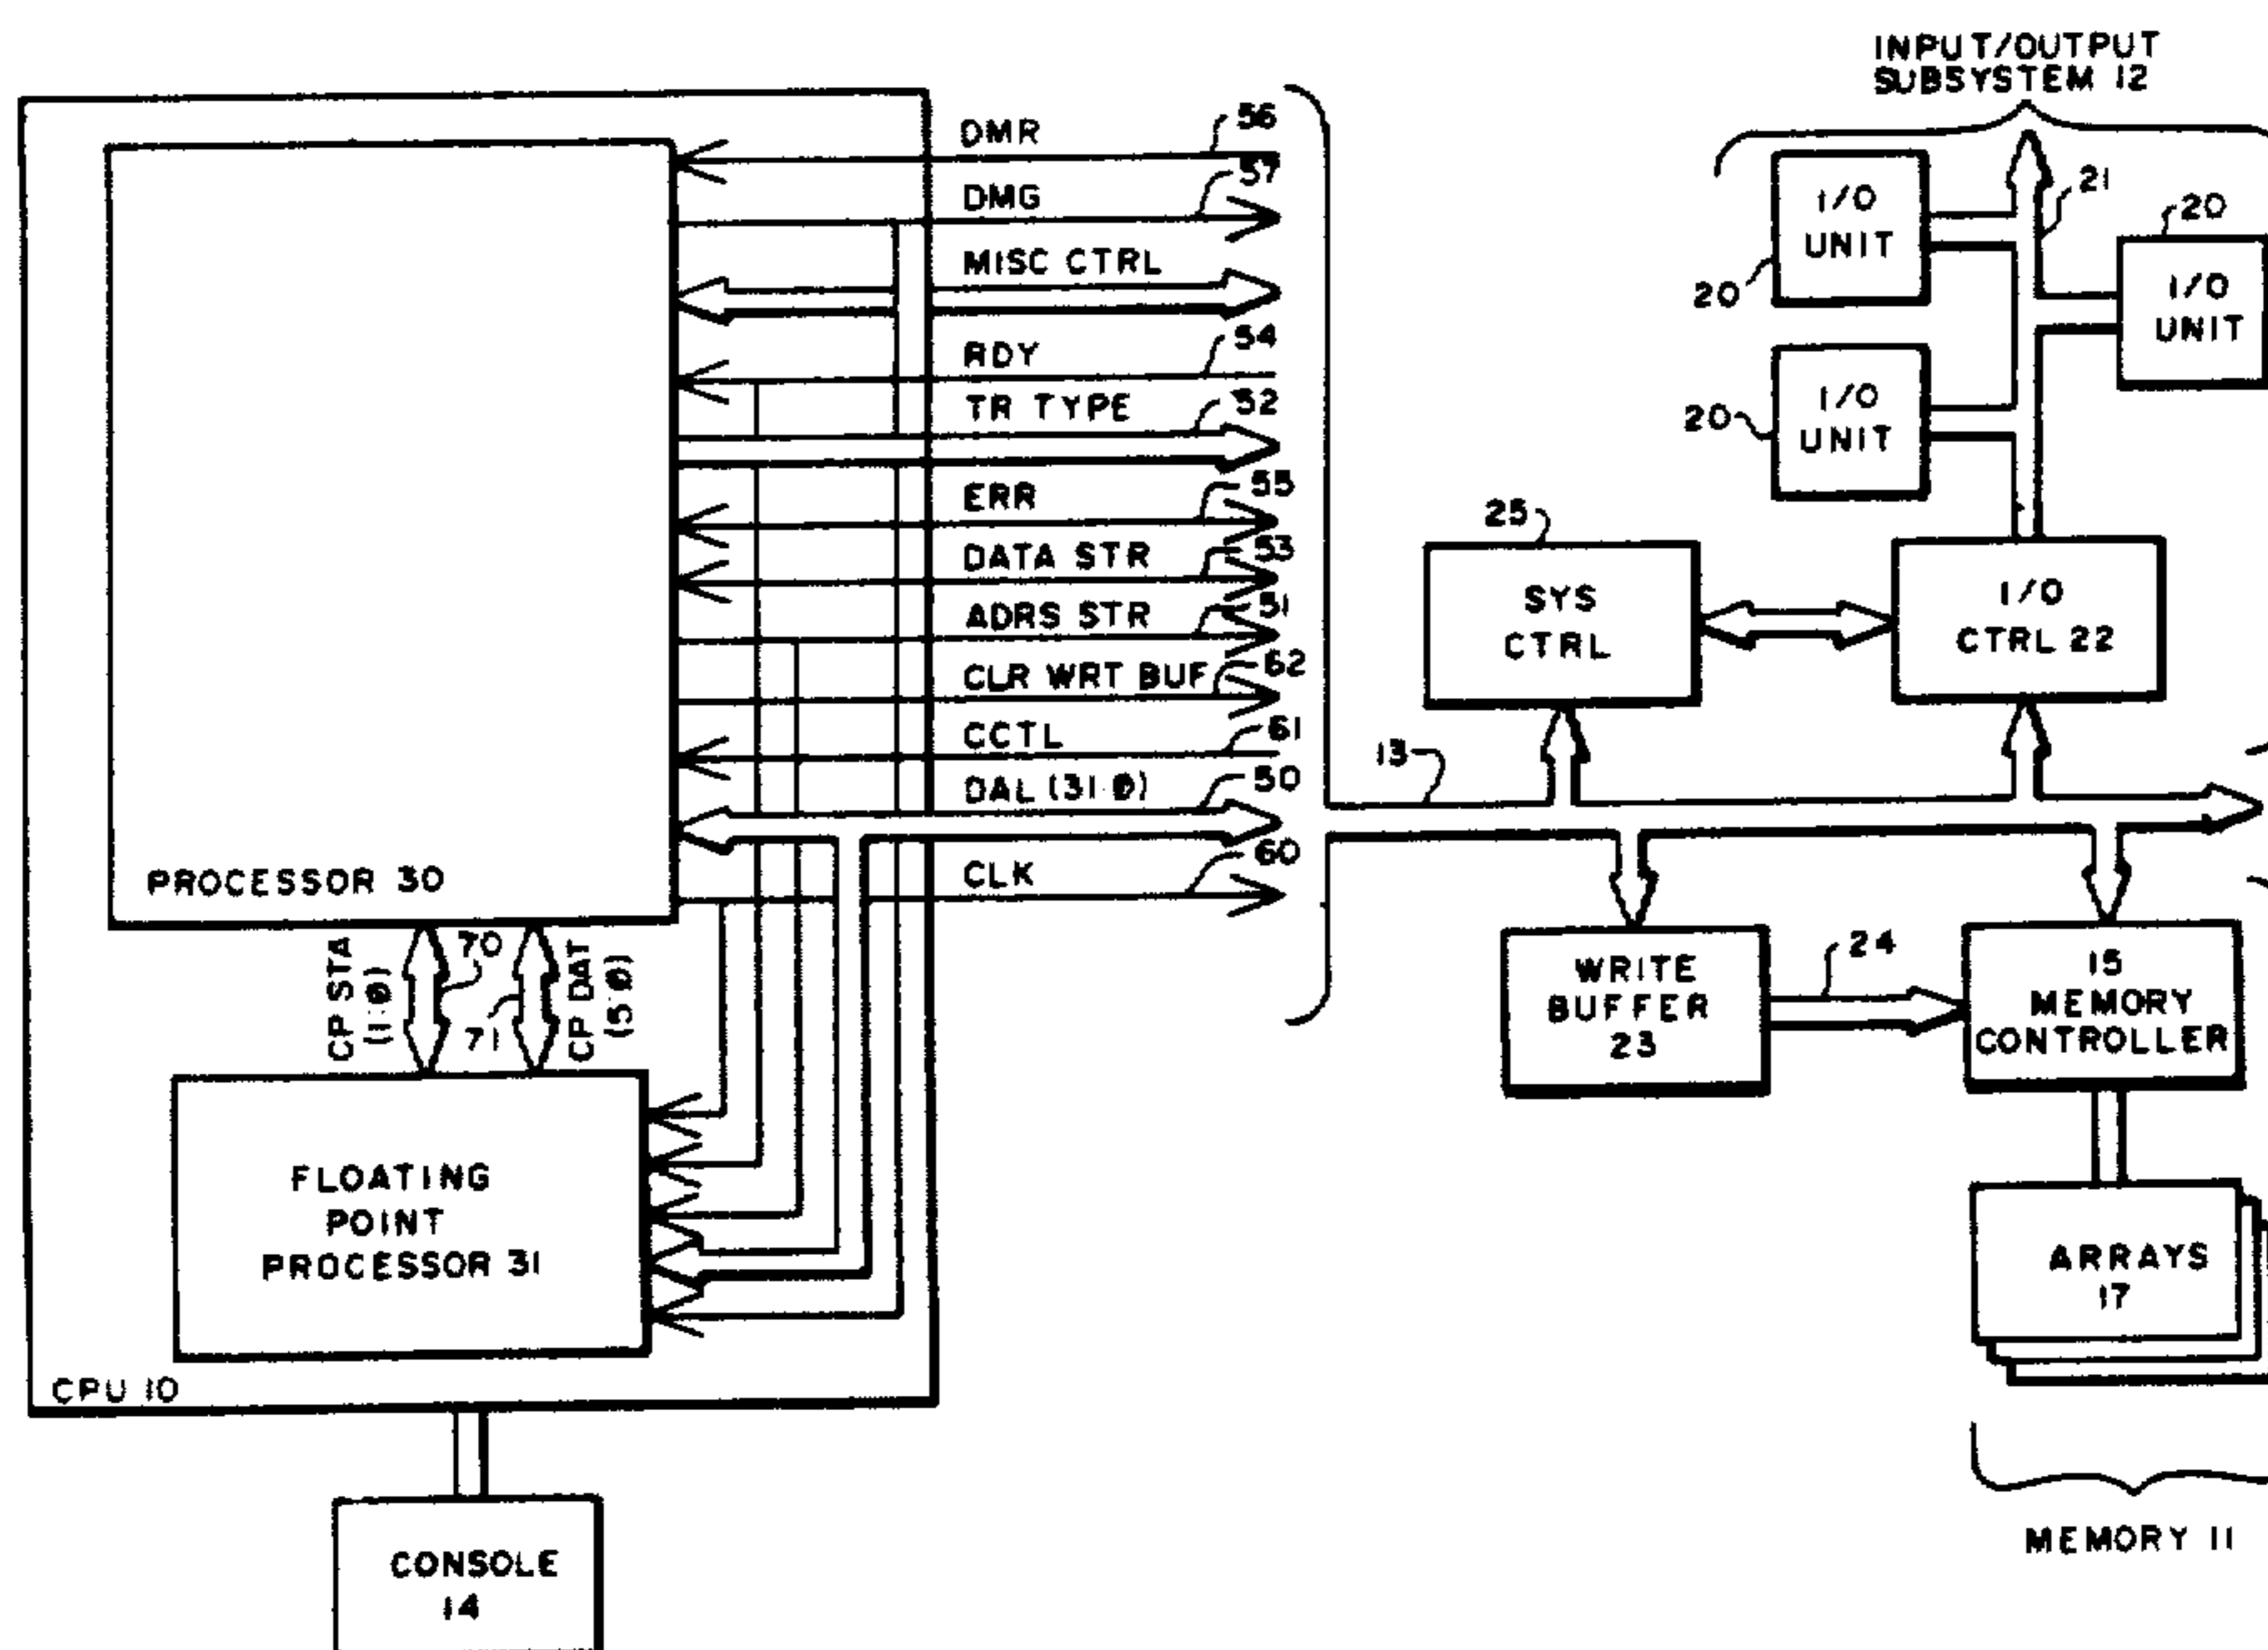 INPUT/OUTPUT
SUBSYSTEM 12
DMR
56
DMG
57
MISC CTRL
RDY
54
TR TYPE
52
ERR
55
DATA STR
53
ADRS STR
51
CLR WRT BUF
62
CCTL
61
DAL (31:0)
50
CLK
60
PROCESSOR 30
CP STA
(1:0)
70
71
CP DAT
(5:0)
FLOATING
POINT
PROCESSOR 31
CPU 10
CONSOLE
14
I/O
UNIT
20
21
20
I/O
UNIT
20
I/O
UNIT
25
SYS
CTRL
I/O
CTRL 22
13
WRITE
BUFFER
23
24
15
MEMORY
CONTROLLER
ARRAYS
17
MEMORY 11